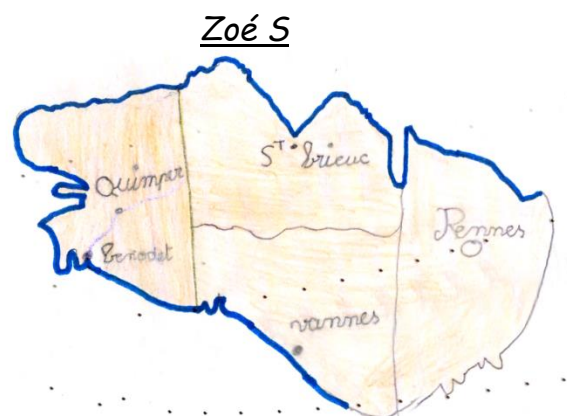 Zoé S
Sᵀ Brieuc
Quimper
Rennes
Benodet
vannes